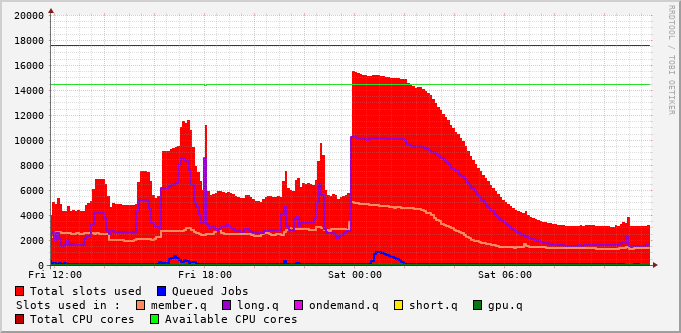 RRDTOOL / TOBI OETIKER
20000
18000
16000
14000
12000
10000
8000
6000
4000
2000
0
Fri 12:00 Fri 18:00 Sat 00:00 Sat 06:00
Total slots used Queued Jobs
Slots used in : member.q long.q ondemand.q short.q gpu.q
Total CPU cores Available CPU cores